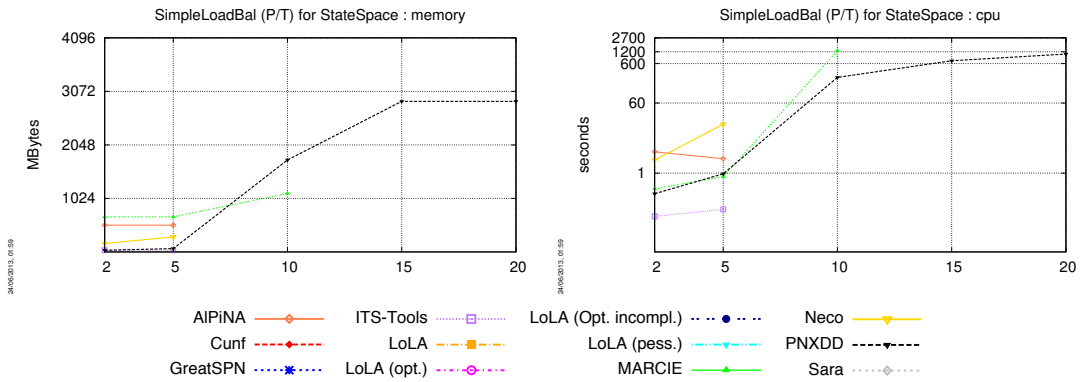 SimpleLoadBal (P/T) for StateSpace : memory
4096
3072
2048
1024
MBytes
2 5 10 15 20
24/06/2013, 01:59
SimpleLoadBal (P/T) for StateSpace : cpu
2700
1200
600
60
1
seconds
2 5 10 15 20
24/06/2013, 01:59
AlPiNA ITS-Tools LoLA (Opt. incompl.) Neco
Cunf LoLA LoLA (pess.) PNXDD
GreatSPN LoLA (opt.) MARCIE Sara